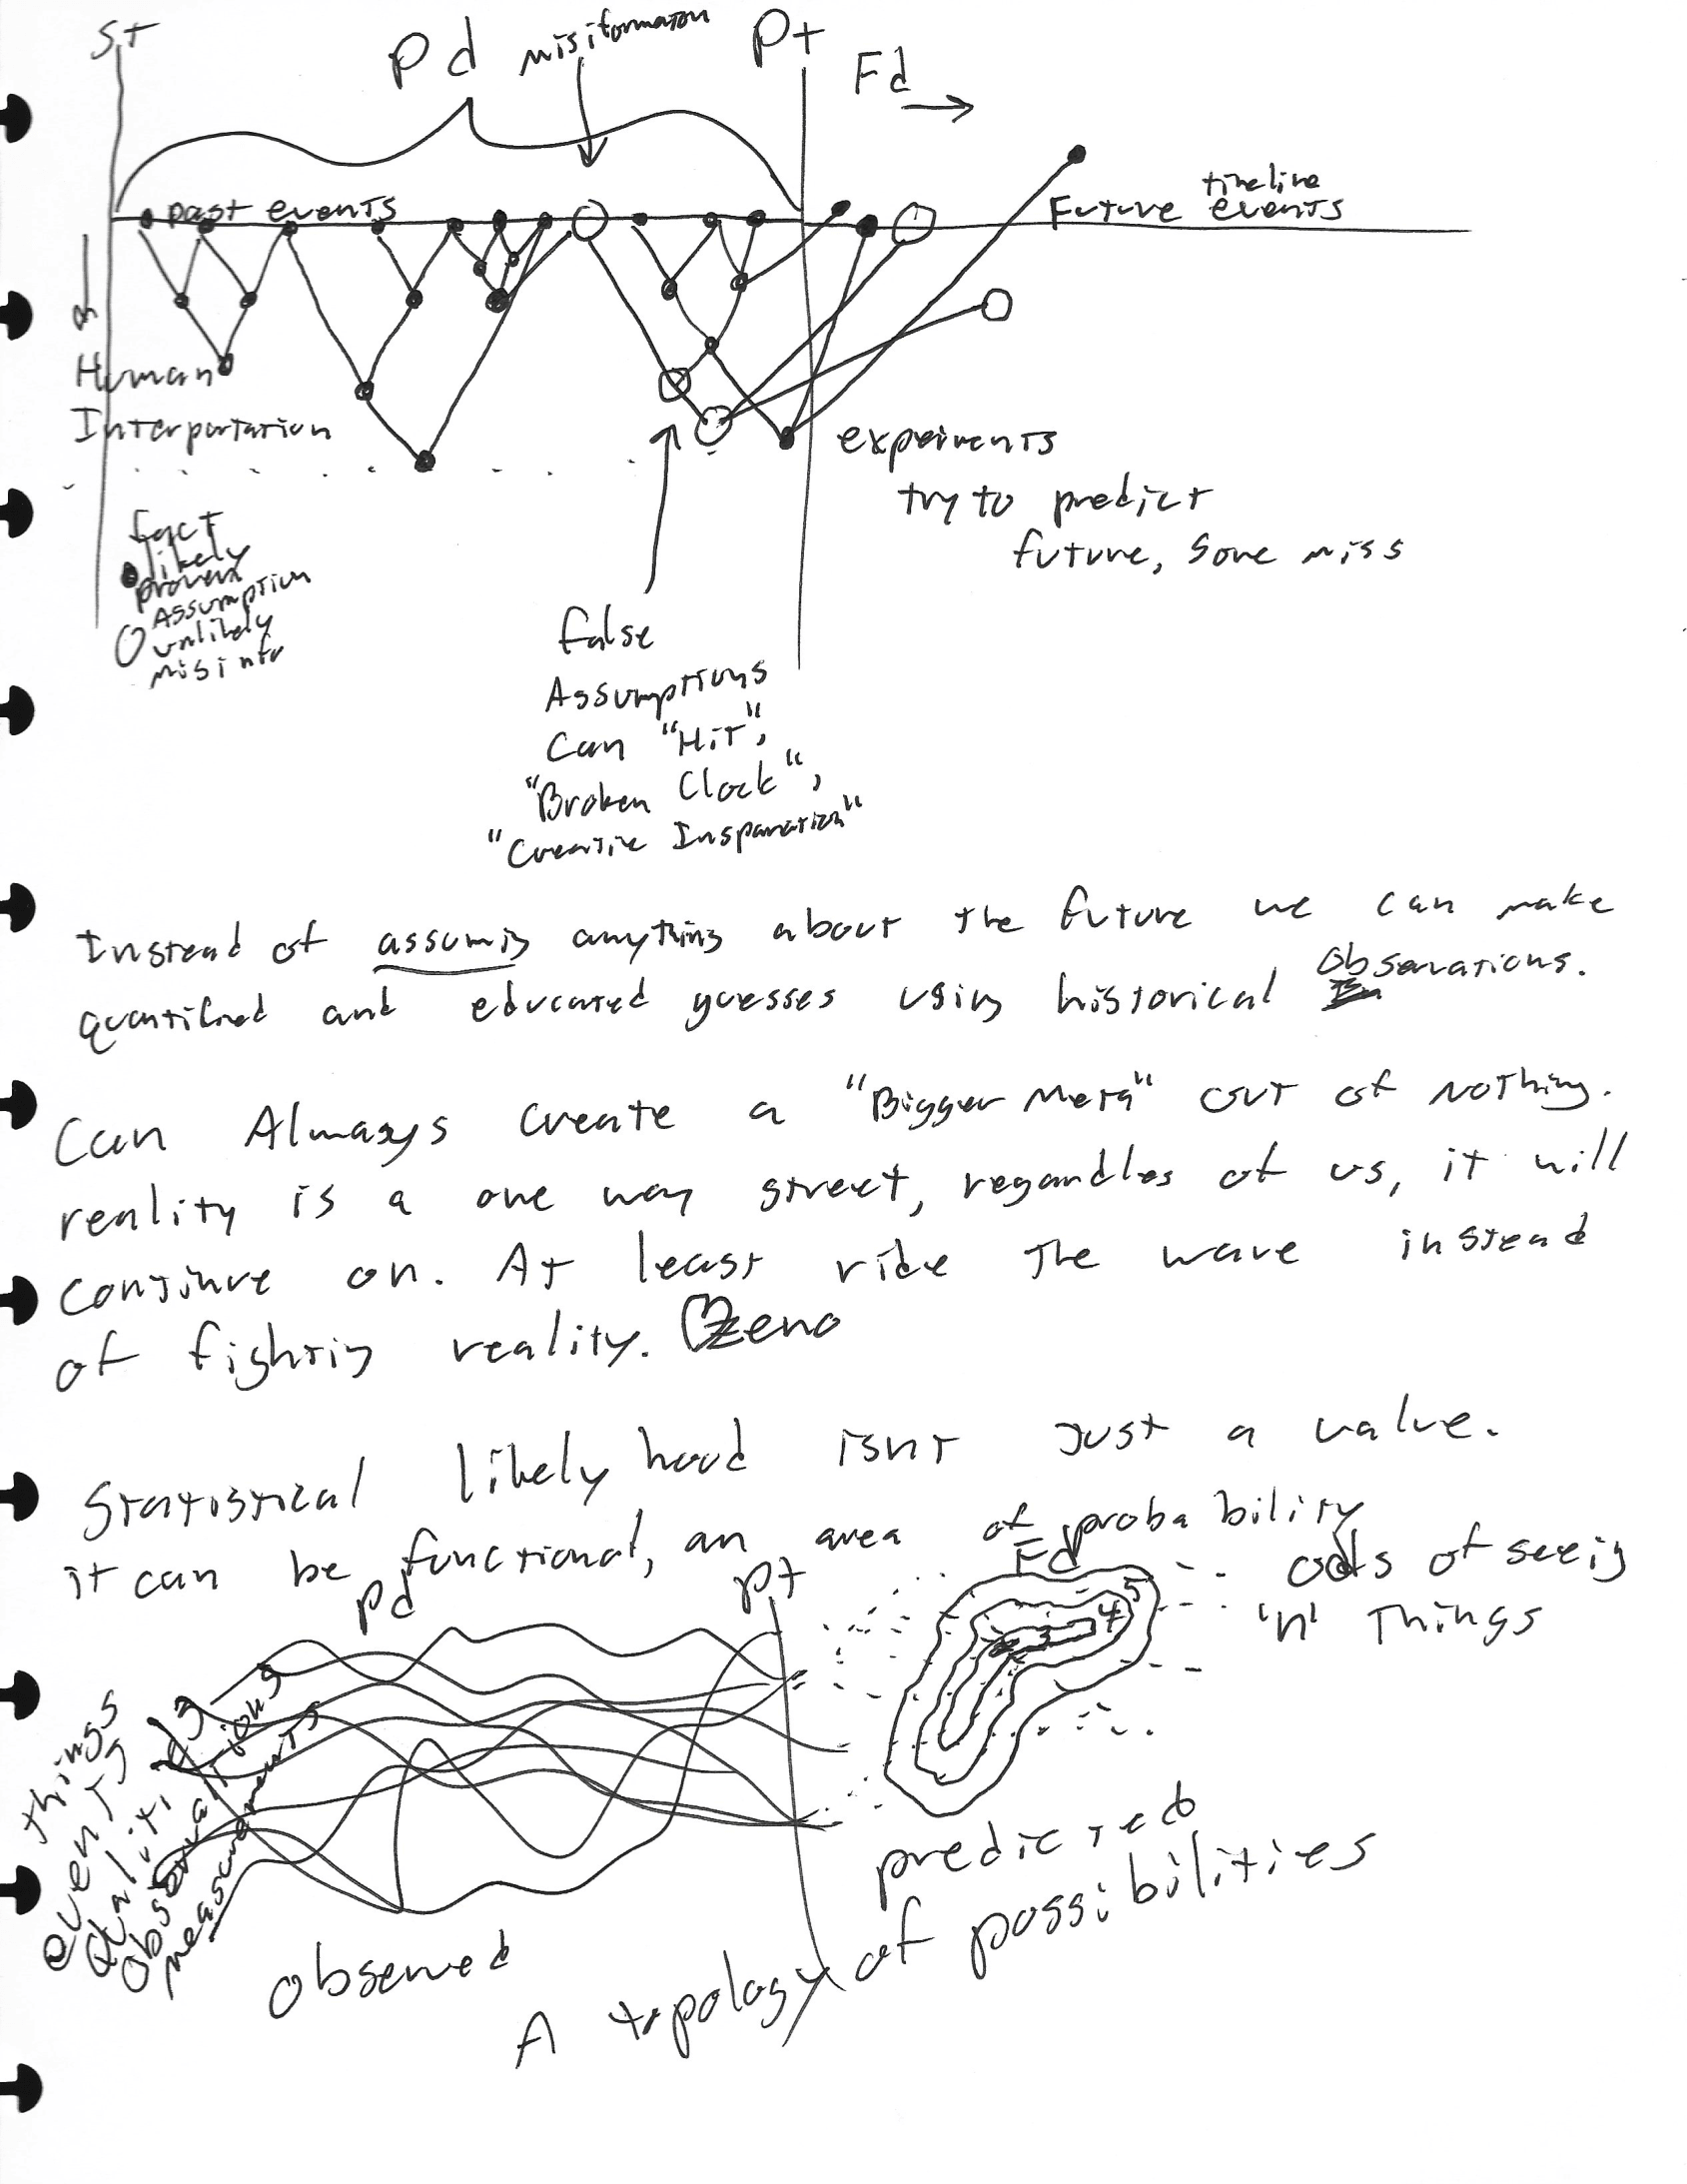 St
Pd
misiformation
Pt
Fd
past events
timeline
Future events
Human
Interpertation
fact
likely
proven
Assumption
unlikely
misinfo
experiments
try to predict
future, some miss
false
Assumptions
Can "Hit",
"Broken Clock",
"Creative Insparation"
Instead of assuming anything about the future we can make
quantified and educated guesses using historical Observations.
Can Always create a "Bigger Meta" out of nothing.
reality is a one way street, regardles of us, it will
continue on. At least ride the wave instead
of fighting reality. Zeno
Statistical likely hood isnt just a value.
it can be functional, an area of probability
Pd
Pt
Fd
odds of seeing
'n' Things
3
4
5
things
events
qualities
observations
measurements
observed
predicted
A topology of possibilities